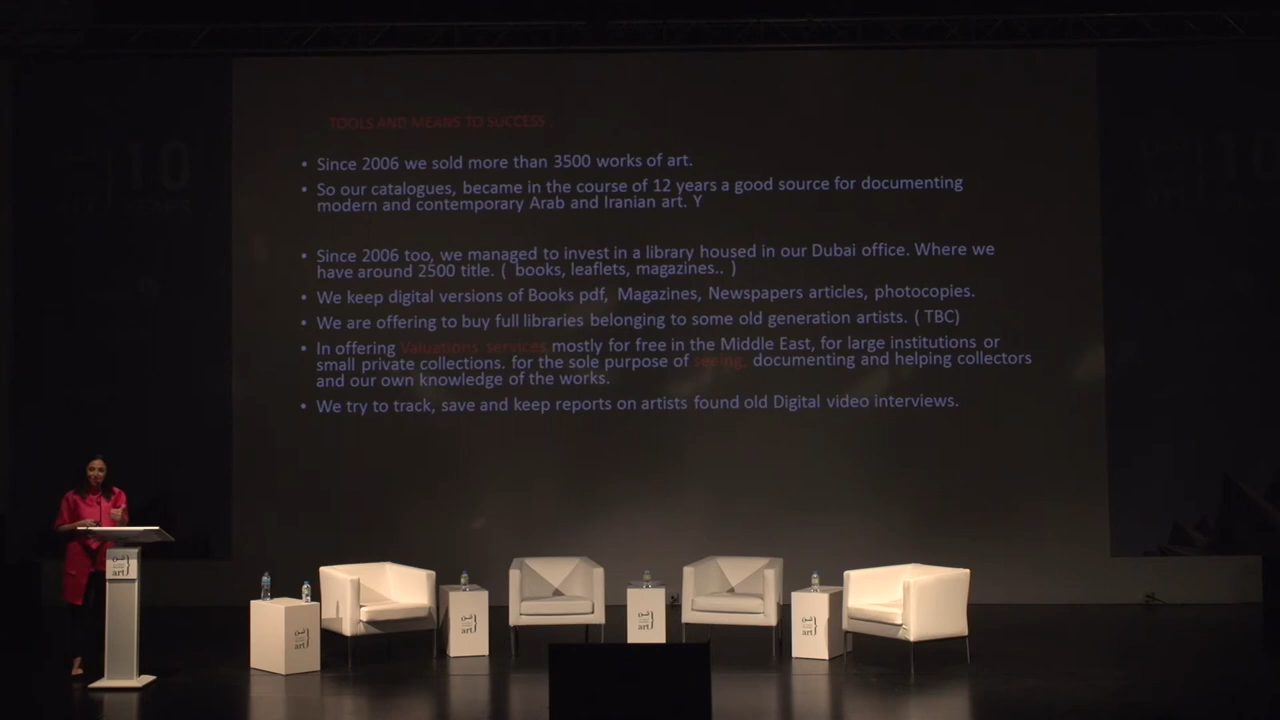 TOOLS AND MEANS TO SUCCESS
• Since 2006 we sold more than 3500 works of art.
• So our catalogues, became in the course of 12 years a good source for documenting
modern and contemporary Arab and Iranian art. Y
• Since 2006 too, we managed to invest in a library housed in our Dubai office. Where we
have around 2500 title. ( books, leaflets, magazines.. )
• We keep digital versions of Books pdf, Magazines, Newspapers articles, photocopies.
• We are offering to buy full libraries belonging to some old generation artists. ( TBC)
• In offering Valuations services mostly for free in the Middle East, for large institutions or
small private collections. for the sole purpose of seeing, documenting and helping collectors
and our own knowledge of the works.
• We try to track, save and keep reports on artists found old Digital video interviews.
10
10
فن
art
فن
art
فن
art
فن
art
فن
art